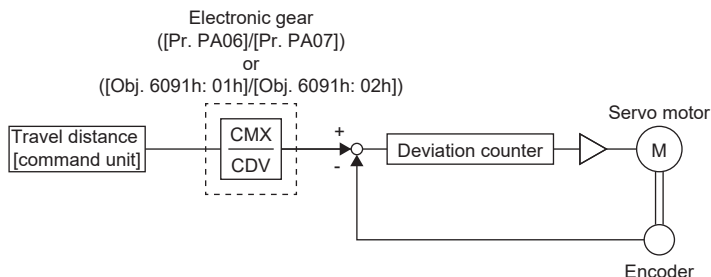 Electronic gear
([Pr. PA06]/[Pr. PA07])
or
([Obj. 6091h: 01h]/[Obj. 6091h: 02h])
Servo motor
Travel distance
[command unit]
CMX
CDV
+
-
Deviation counter
M
Encoder